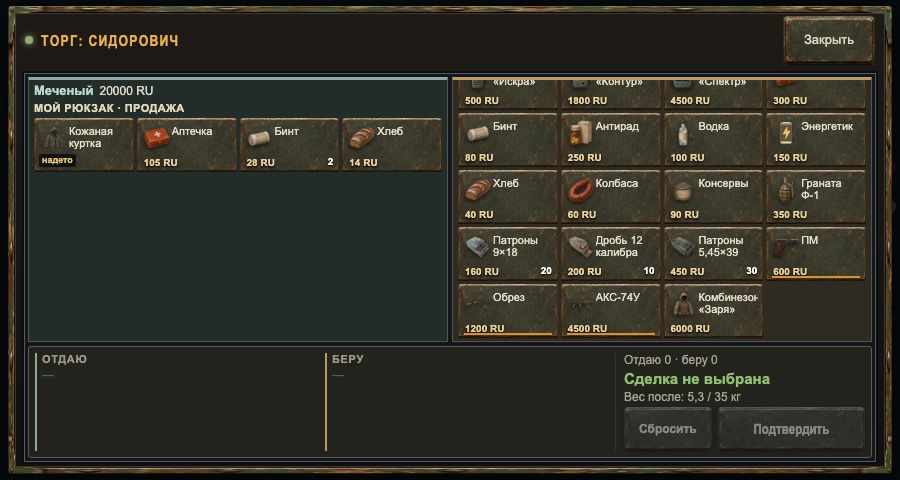 ТОРГ: СИДОРОВИЧ
Закрыть
Меченый 20000 RU
МОЙ РЮКЗАК · ПРОДАЖА
Кожаная
куртка
надето
Аптечка
105 RU
Бинт
28 RU
2
Хлеб
14 RU
«Искра»
500 RU
«Контур»
1800 RU
«Спектр»
4500 RU
300 RU
Бинт
80 RU
Антирад
250 RU
Водка
100 RU
Энергетик
150 RU
Хлеб
40 RU
Колбаса
60 RU
Консервы
90 RU
Граната
Ф-1
350 RU
Патроны
9×18
160 RU
20
Дробь 12
калибра
200 RU
10
Патроны
5,45×39
450 RU
30
ПМ
600 RU
Обрез
1200 RU
АКС-74У
4500 RU
Комбинезон
«Заря»
6000 RU
ОТДАЮ
—
БЕРУ
—
Отдаю 0 · беру 0
Сделка не выбрана
Вес после: 5,3 / 35 кг
Сбросить
Подтвердить